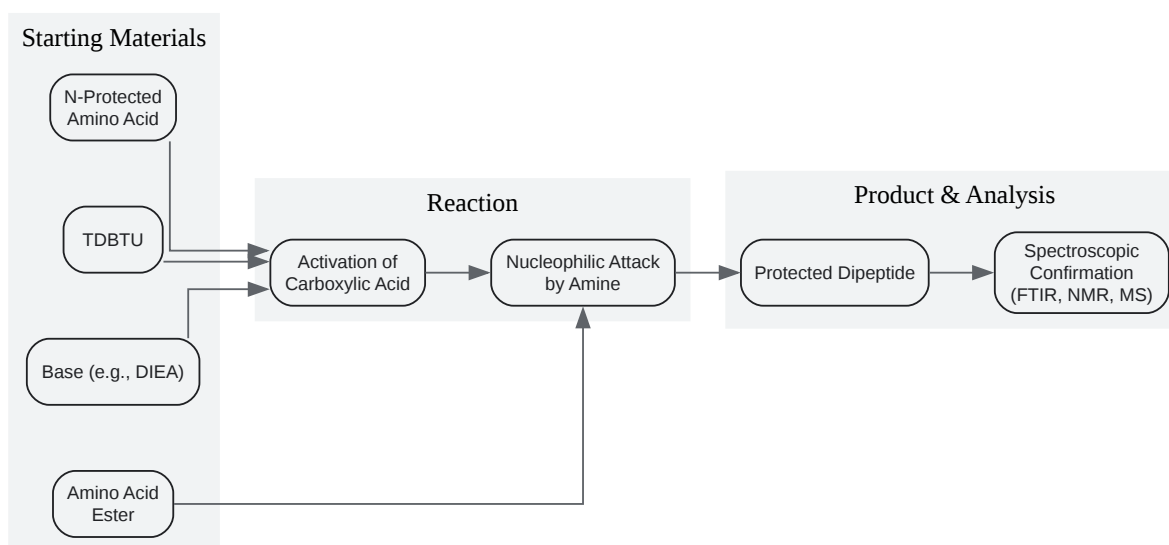 Starting Materials
N-Protected
Amino Acid
TDBTU
Base (e.g., DIEA)
Amino Acid
Ester
Reaction
Activation of
Carboxylic Acid
Nucleophilic Attack
by Amine
Product & Analysis
Protected Dipeptide
Spectroscopic
Confirmation
(FTIR, NMR, MS)